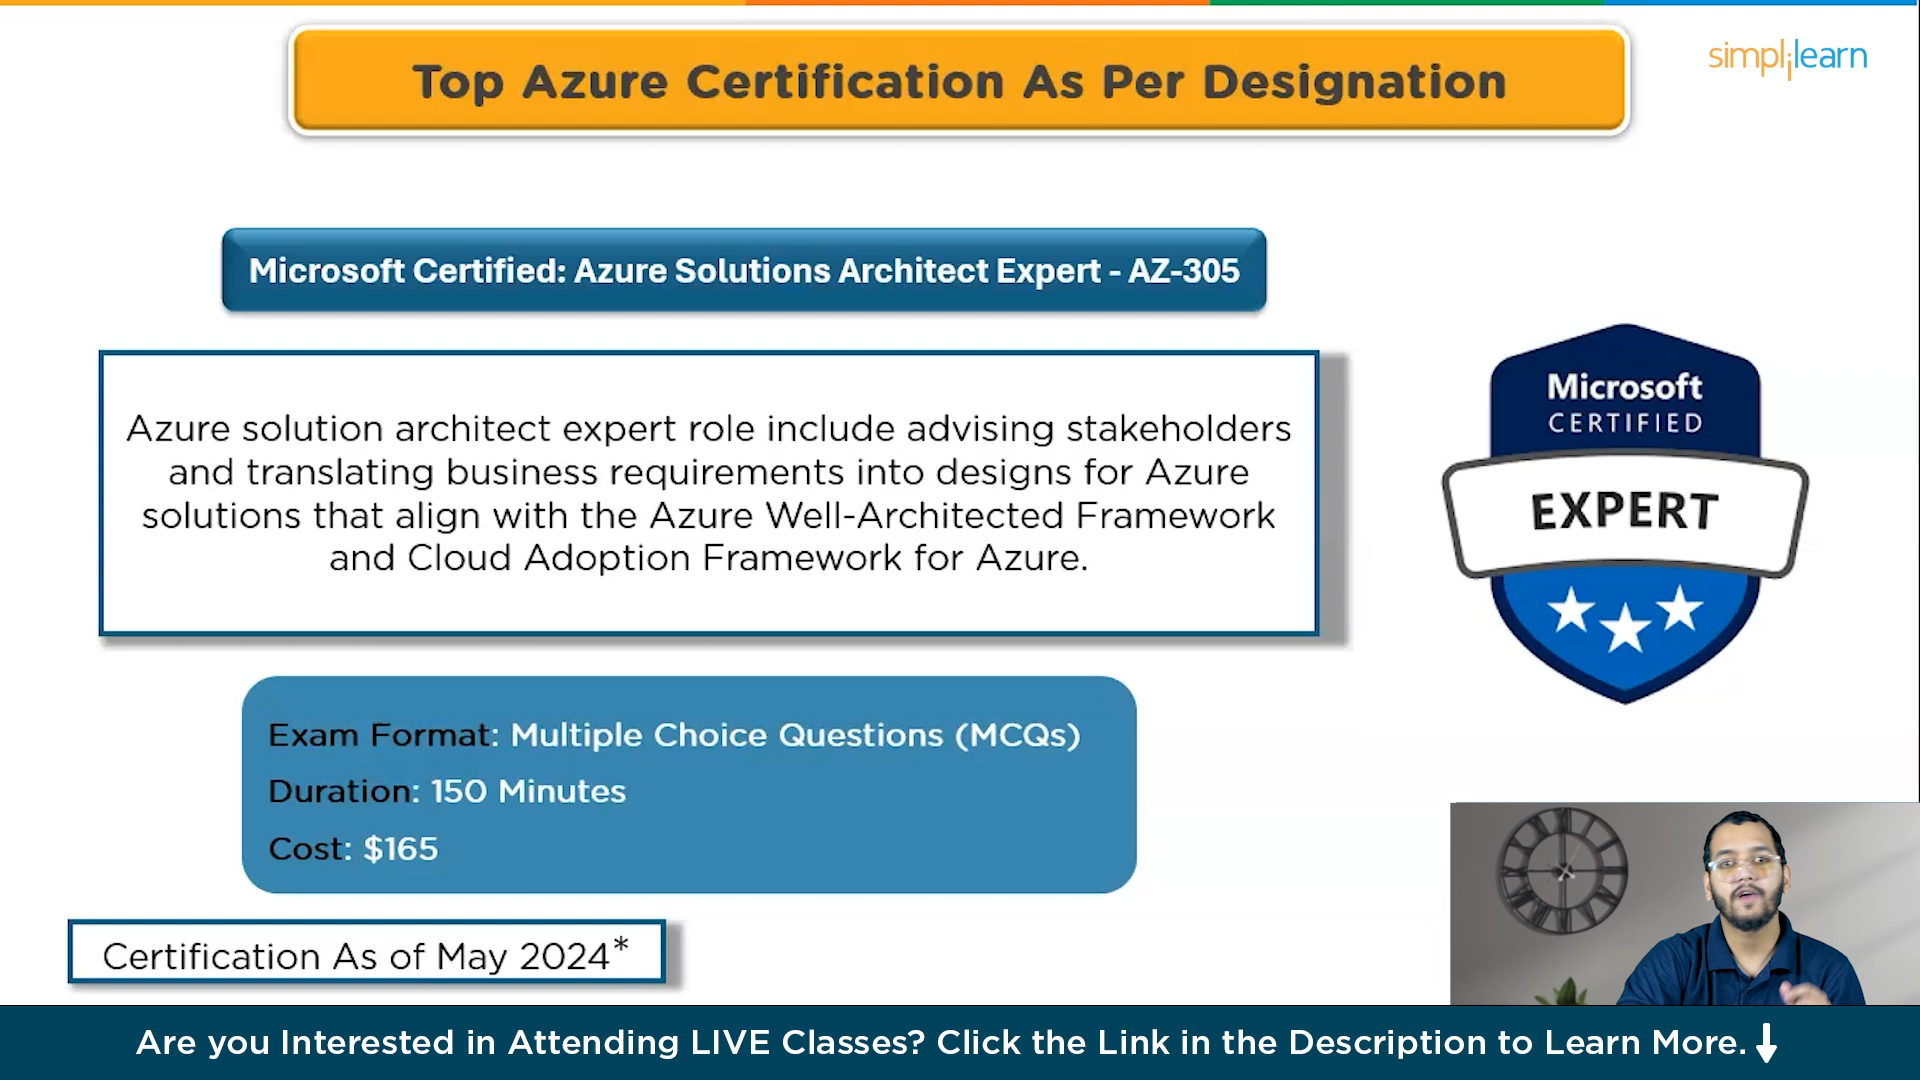 Top Azure Certification As Per Designation
simplilearn
Microsoft Certified: Azure Solutions Architect Expert - AZ-305
Azure solution architect expert role include advising stakeholders
and translating business requirements into designs for Azure
solutions that align with the Azure Well-Architected Framework
and Cloud Adoption Framework for Azure.
Microsoft
CERTIFIED
EXPERT
Exam Format: Multiple Choice Questions (MCQs)
Duration: 150 Minutes
Cost: $165
Certification As of May 2024*
Are you Interested in Attending LIVE Classes? Click the Link in the Description to Learn More.